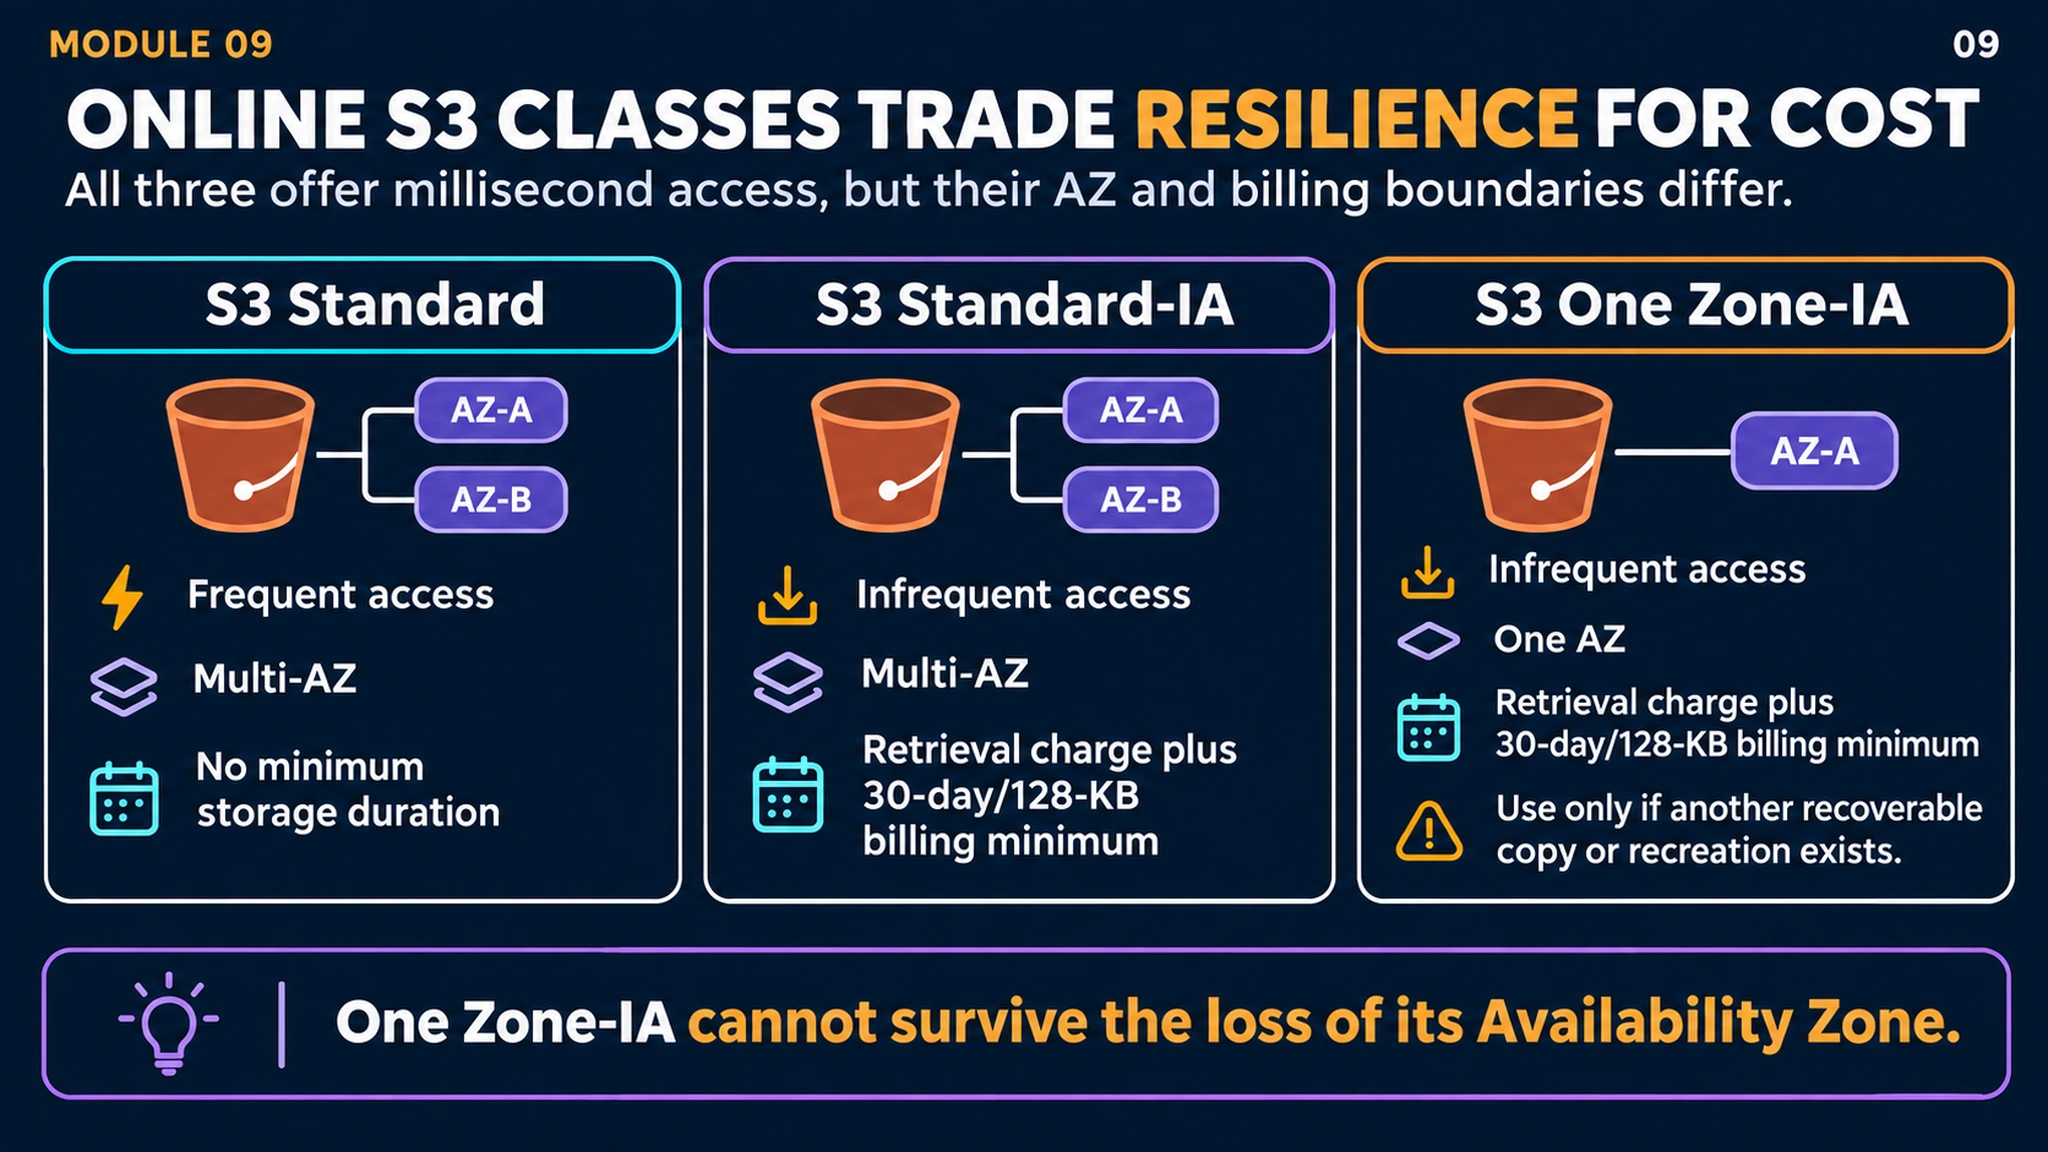 MODULE 09
09
ONLINE S3 CLASSES TRADE RESILIENCE FOR COST
All three offer millisecond access, but their AZ and billing boundaries differ.
S3 Standard
AZ-A
AZ-B
Frequent access
Multi-AZ
No minimum
storage duration
S3 Standard-IA
AZ-A
AZ-B
Infrequent access
Multi-AZ
Retrieval charge plus
30-day/128-KB
billing minimum
S3 One Zone-IA
AZ-A
Infrequent access
One AZ
Retrieval charge plus
30-day/128-KB billing minimum
Use only if another recoverable
copy or recreation exists.
One Zone-IA cannot survive the loss of its Availability Zone.